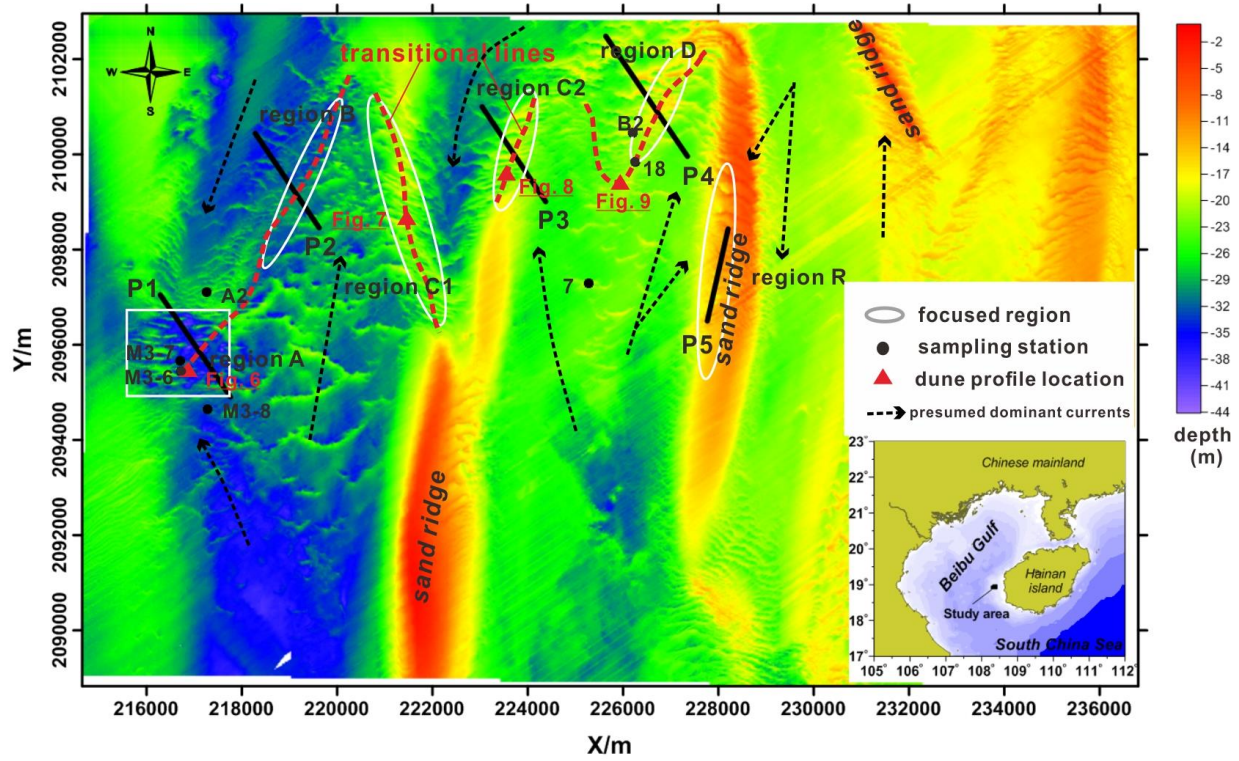 N
W
E
S
transitional lines
region B
region C2
region D
sand ridge
B2
18
P4
Fig. 8
Fig. 9
P3
Fig. 7
P2
region C1
7
region R
sand ridge
P5
P1
A2
M3-7
M3-6
region A
Fig. 6
M3-8
sand ridge
focused region
sampling station
dune profile location
presumed dominant currents
23°
22°
21°
20°
19°
18°
17°
105°
106°
107°
108°
109°
110°
111°
112°
Chinese mainland
Beibu Gulf
Hainan
island
Study area
South China Sea
-2
-5
-8
-11
-14
-17
-20
-23
-26
-29
-32
-35
-38
-41
-44
depth
(m)
2102000
2100000
2098000
2096000
2094000
2092000
2090000
Y/m
216000
218000
220000
222000
224000
226000
228000
230000
232000
234000
236000
X/m